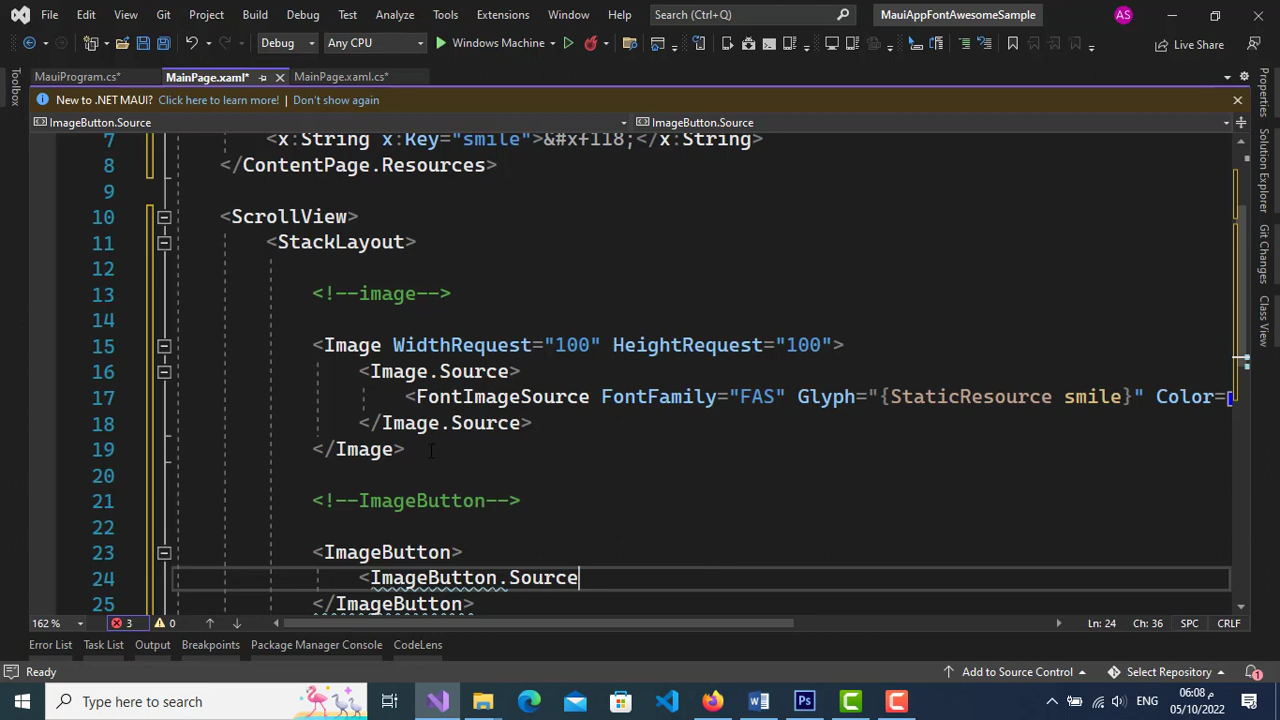 File Edit View Git Project Build Debug Test Analyze Tools Extensions Window Help Search (Ctrl+Q) MauiAppFontAwesomeSample AS
Debug Any CPU Windows Machine Live Share
MauiProgram.cs* MainPage.xaml* MainPage.xaml.cs*
New to .NET MAUI? Click here to learn more! Don't show again
ImageButton.Source ImageButton.Source
7 <x:String x:Key="smile">&#x+118;</x:String>
8 </ContentPage.Resources>
9
10 <ScrollView>
11 <StackLayout>
12
13 <!--image-->
14
15 <Image WidthRequest="100" HeightRequest="100">
16 <Image.Source>
17 <FontImageSource FontFamily="FAS" Glyph="{StaticResource smile}" Color=
18 </Image.Source>
19 </Image>
20
21 <!--ImageButton-->
22
23 <ImageButton>
24 <ImageButton.Source
25 </ImageButton>
162 % 3 0 Ln: 24 Ch: 36 SPC CRLF
Error List Task List Output Breakpoints Package Manager Console CodeLens
Ready Add to Source Control Select Repository 1
Type here to search ENG 06:08 م
05/10/2022
Toolbox
Properties
Solution Explorer
Git Changes
Class View
Live Property Explorer